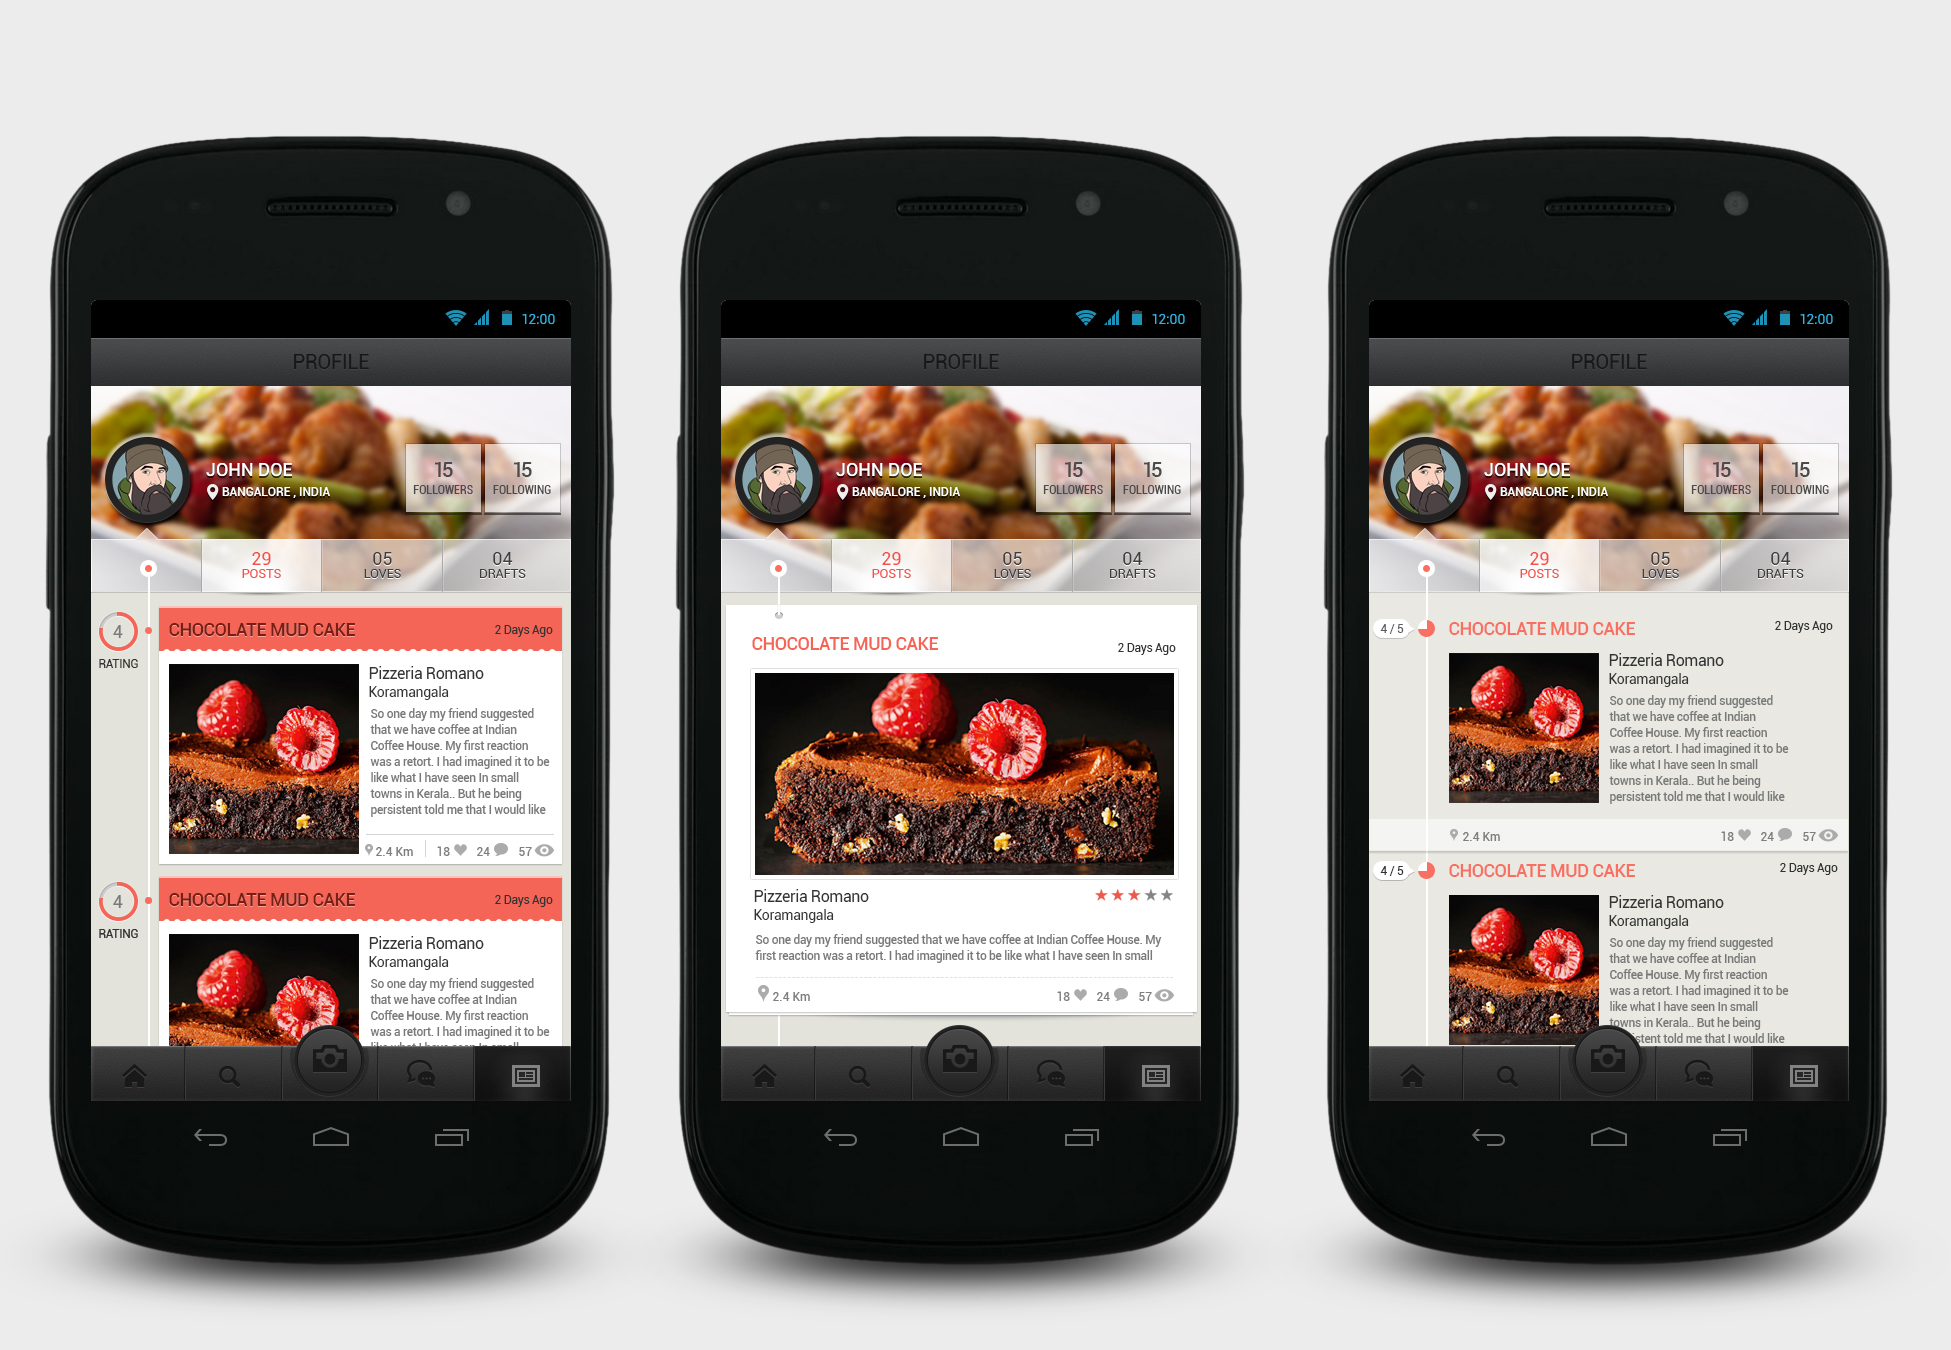 12:00
PROFILE
JOHN DOE
BANGALORE , INDIA
15
FOLLOWERS
15
FOLLOWING
29
POSTS
05
LOVES
04
DRAFTS
4
RATING
CHOCOLATE MUD CAKE
2 Days Ago
Pizzeria Romano
Koramangala
So one day my friend suggested
that we have coffee at Indian
Coffee House. My first reaction
was a retort. I had imagined it to be
like what I have seen In small
towns in Kerala.. But he being
persistent told me that I would like
2.4 Km
18
24
57
4
RATING
CHOCOLATE MUD CAKE
2 Days Ago
Pizzeria Romano
Koramangala
So one day my friend suggested
that we have coffee at Indian
Coffee House. My first reaction
was a retort. I had imagined it to be
like what I have seen In small
12:00
PROFILE
JOHN DOE
BANGALORE , INDIA
15
FOLLOWERS
15
FOLLOWING
29
POSTS
05
LOVES
04
DRAFTS
CHOCOLATE MUD CAKE
2 Days Ago
Pizzeria Romano
Koramangala
So one day my friend suggested that we have coffee at Indian Coffee House. My
first reaction was a retort. I had imagined it to be like what I have seen In small
2.4 Km
18
24
57
12:00
PROFILE
JOHN DOE
BANGALORE , INDIA
15
FOLLOWERS
15
FOLLOWING
29
POSTS
05
LOVES
04
DRAFTS
4 / 5
CHOCOLATE MUD CAKE
2 Days Ago
Pizzeria Romano
Koramangala
So one day my friend suggested
that we have coffee at Indian
Coffee House. My first reaction
was a retort. I had imagined it to be
like what I have seen In small
towns in Kerala.. But he being
persistent told me that I would like
2.4 Km
18
24
57
4 / 5
CHOCOLATE MUD CAKE
2 Days Ago
Pizzeria Romano
Koramangala
So one day my friend suggested
that we have coffee at Indian
Coffee House. My first reaction
was a retort. I had imagined it to be
like what I have seen In small
towns in Kerala.. But he being
sistent told me that I would like